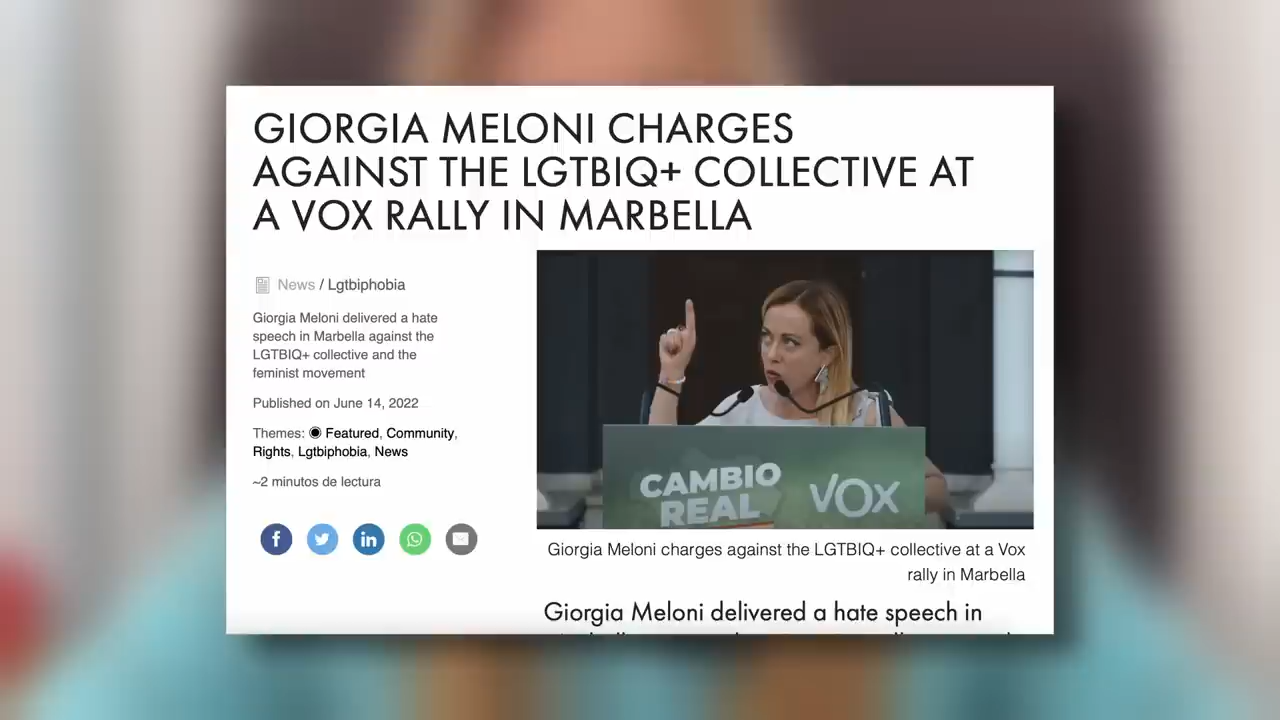 GIORGIA MELONI CHARGES
AGAINST THE LGTBIQ+ COLLECTIVE AT
A VOX RALLY IN MARBELLA
News / Lgtbiphobia
Giorgia Meloni delivered a hate
speech in Marbella against the
LGTBIQ+ collective and the
feminist movement
Published on June 14, 2022
Themes: Featured, Community,
Rights, Lgtbiphobia, News
~2 minutos de lectura
CAMBIO
REAL
VOX
Giorgia Meloni charges against the LGTBIQ+ collective at a Vox
rally in Marbella
Giorgia Meloni delivered a hate speech in